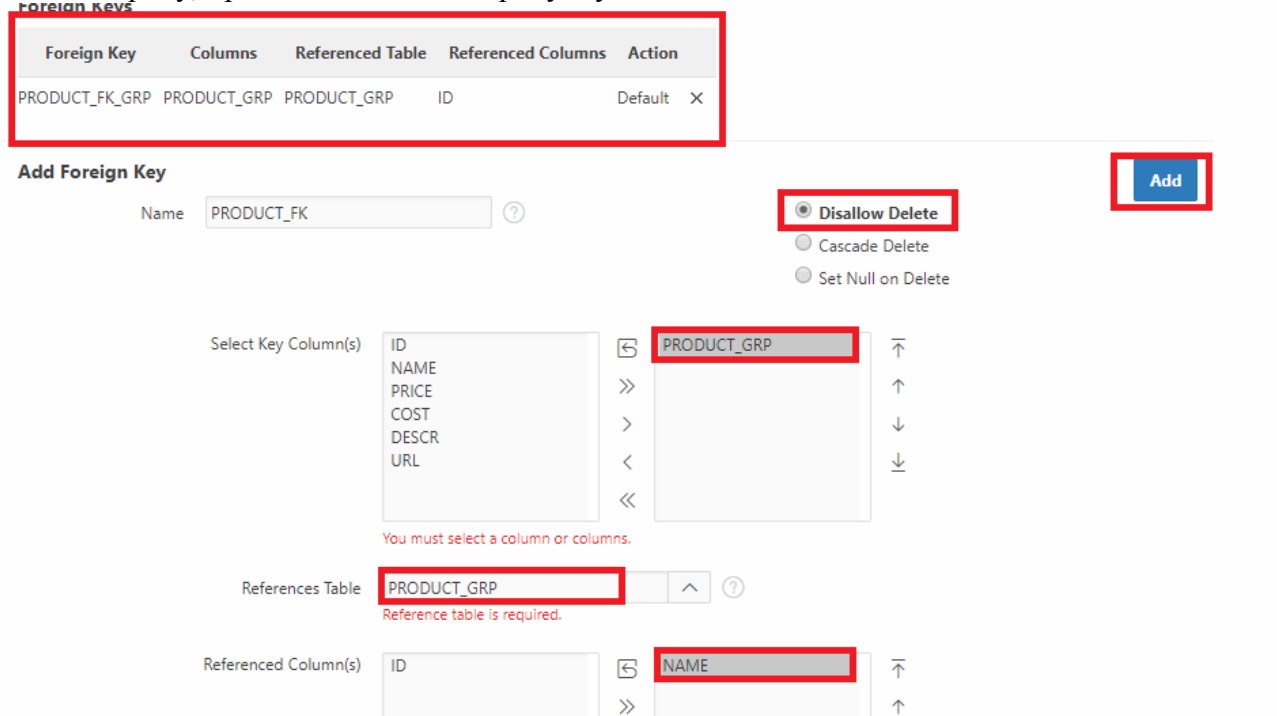 Foreign Keys
Foreign Key Columns Referenced Table Referenced Columns Action
PRODUCT_FK_GRP PRODUCT_GRP PRODUCT_GRP ID Default
Add Foreign Key
Add
Name PRODUCT_FK
Disallow Delete
Cascade Delete
Set Null on Delete
Select Key Column(s)
ID
NAME
PRICE
COST
DESCR
URL
PRODUCT_GRP
You must select a column or columns.
References Table PRODUCT_GRP
Reference table is required.
Referenced Column(s) ID NAME